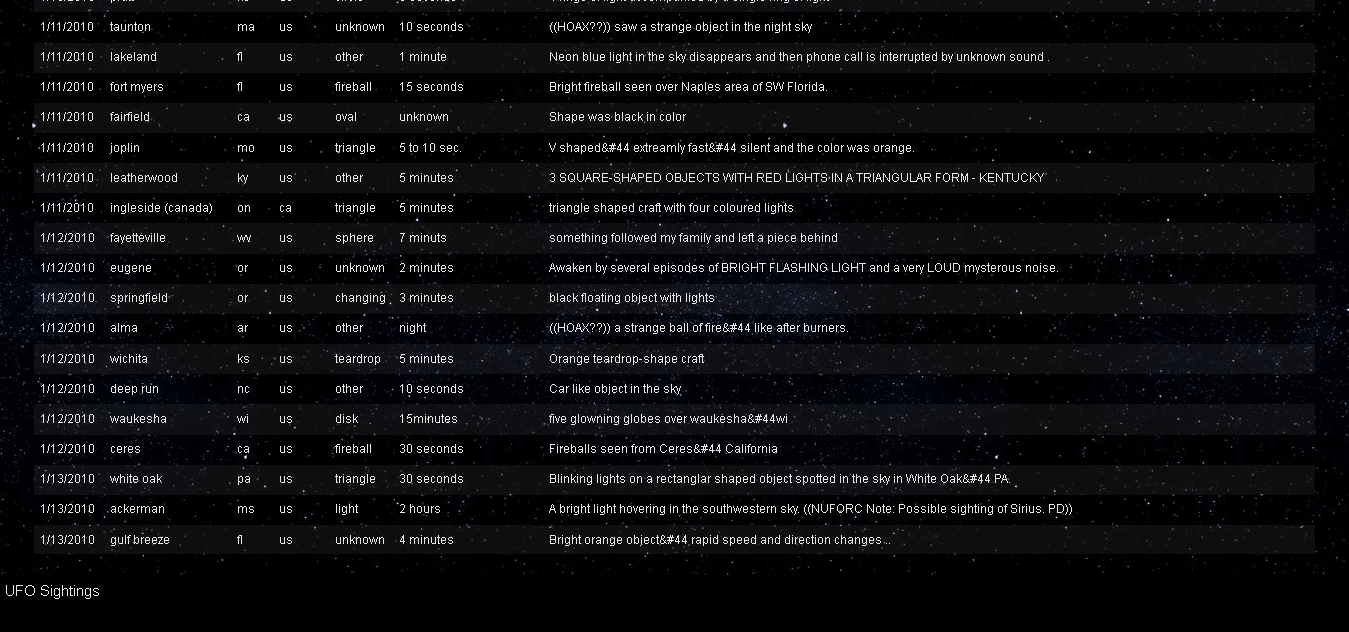 1/11/2010 taunton ma us unknown 10 seconds ((HOAX??)) saw a strange object in the night sky
1/11/2010 lakeland fl us other 1 minute Neon blue light in the sky disappears and then phone call is interrupted by unknown sound .
1/11/2010 fort myers fl us fireball 15 seconds Bright fireball seen over Naples area of SW Florida.
1/11/2010 fairfield ca us oval unknown Shape was black in color
1/11/2010 joplin mo us triangle 5 to 10 sec. V shaped&#44 extreamly fast&#44 silent and the color was orange.
1/11/2010 leatherwood ky us other 5 minutes 3 SQUARE-SHAPED OBJECTS WITH RED LIGHTS-IN A TRIANGULAR FORM - KENTUCKY
1/11/2010 ingleside (canada) on ca triangle 5 minutes triangle shaped craft with four coloured lights
1/12/2010 fayetteville wv us sphere 7 minuts something followed my family and left a piece behind
1/12/2010 eugene or us unknown 2 minutes Awaken by several episodes of BRIGHT FLASHING LIGHT and a very LOUD mysterous noise.
1/12/2010 springfield or us changing 3 minutes black floating object with lights
1/12/2010 alma ar us other night ((HOAX??)) a strange ball of fire&#44 like after burners.
1/12/2010 wichita ks us teardrop 5 minutes Orange teardrop-shape craft
1/12/2010 deep run nc us other 10 seconds Car like object in the sky
1/12/2010 waukesha wi us disk 15minutes five glowning globes over waukesha&#44wi
1/12/2010 ceres ca us fireball 30 seconds Fireballs seen from Ceres&#44 California
1/13/2010 white oak pa us triangle 30 seconds Blinking lights on a rectanglar shaped object spotted in the sky in White Oak&#44 PA.
1/13/2010 ackerman ms us light 2 hours A bright light hovering in the southwestern sky. ((NUFORC Note: Possible sighting of Sirius. PD))
1/13/2010 gulf breeze fl us unknown 4 minutes Bright orange object&#44 rapid speed and direction changes ..
UFO Sightings